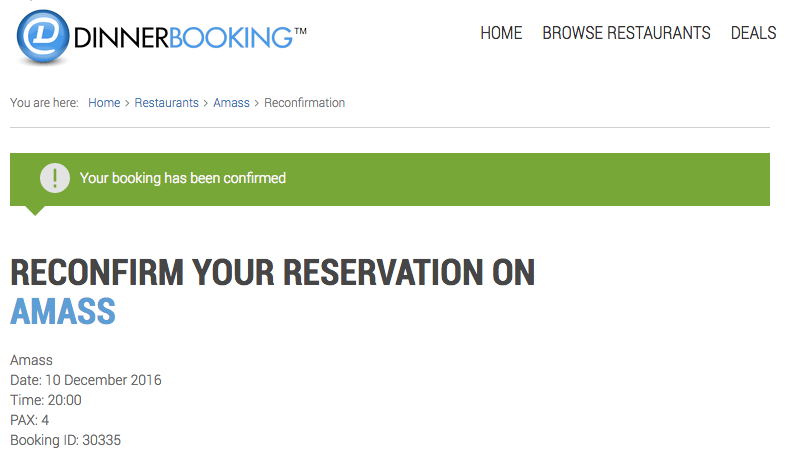 DINNERBOOKING™
HOME BROWSE RESTAURANTS DEALS
You are here: Home > Restaurants > Amass > Reconfirmation
! Your booking has been confirmed
RECONFIRM YOUR RESERVATION ON
AMASS
Amass
Date: 10 December 2016
Time: 20:00
PAX: 4
Booking ID: 30335